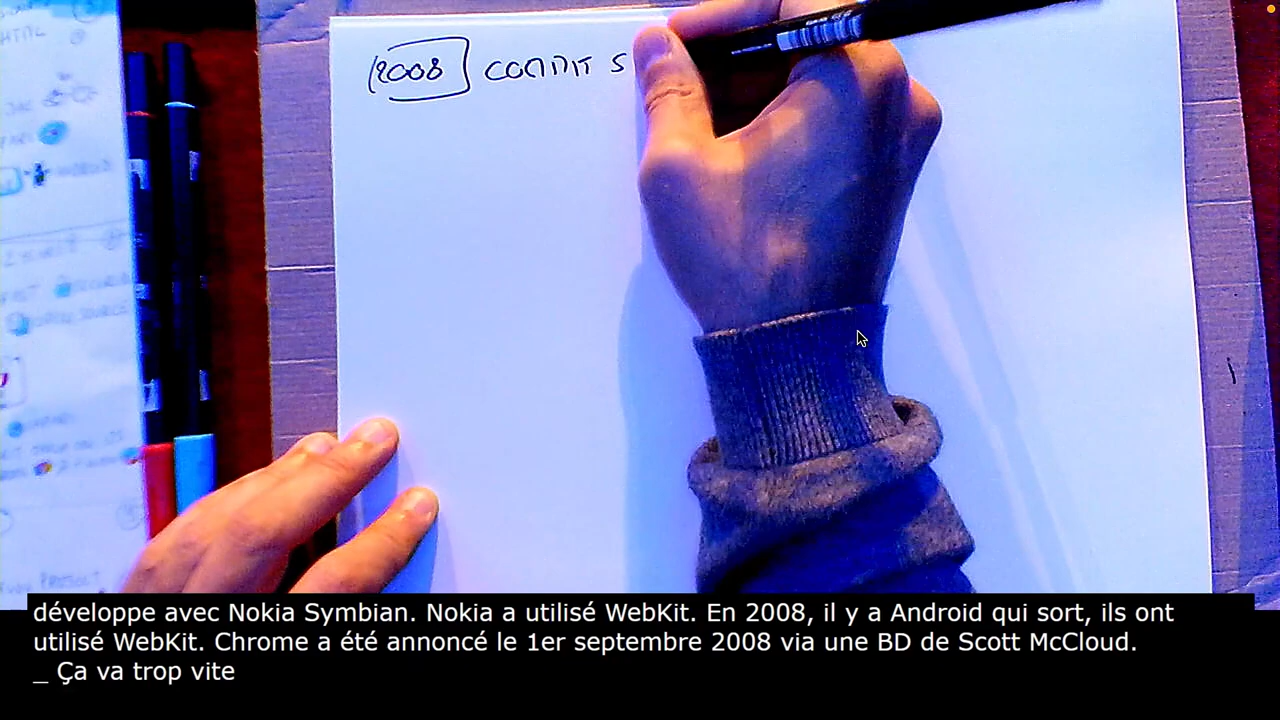 HTML
2008 COMMIT S
développe avec Nokia Symbian. Nokia a utilisé WebKit. En 2008, il y a Android qui sort, ils ont
utilisé WebKit. Chrome a été annoncé le 1er septembre 2008 via une BD de Scott McCloud.
_ Ça va trop vite